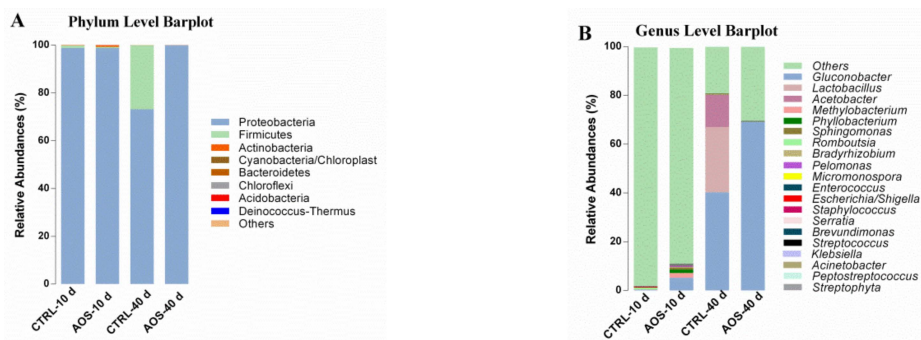 A
Phylum Level Barplot
Relative Abundances (%)
100
80
60
40
20
0
CTRL-10 d
AOS-10 d
CTRL-40 d
AOS-40 d
Proteobacteria
Firmicutes
Actinobacteria
Cyanobacteria/Chloroplast
Bacteroidetes
Chloroflexi
Acidobacteria
Deinococcus-Thermus
Others
B
Genus Level Barplot
Relative Abundances (%)
100
80
60
40
20
0
CTRL-10 d
AOS-10 d
CTRL-40 d
AOS-40 d
Others
Gluconobacter
Lactobacillus
Acetobacter
Methylobacterium
Phyllobacterium
Sphingomonas
Romboutsia
Bradyrhizobium
Pelomonas
Micromonospora
Enterococcus
Escherichia/Shigella
Staphylococcus
Serratia
Brevundimonas
Streptococcus
Klebsiella
Acinetobacter
Peptostreptococcus
Streptophyta